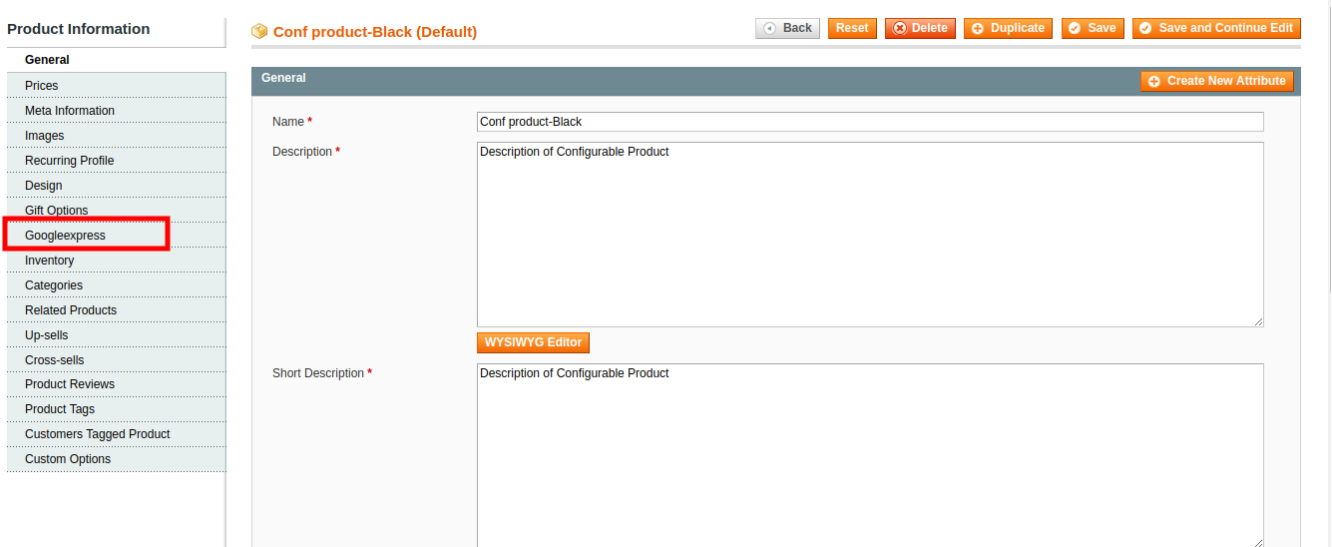 Product Information
General
Prices
Meta Information
Images
Recurring Profile
Design
Gift Options
Googleexpress
Inventory
Categories
Related Products
Up-sells
Cross-sells
Product Reviews
Product Tags
Customers Tagged Product
Custom Options
Conf product-Black (Default)
Back Reset Delete Duplicate Save Save and Continue Edit
General Create New Attribute
Name * Conf product-Black
Description * Description of Configurable Product
WYSIWYG Editor
Short Description * Description of Configurable Product